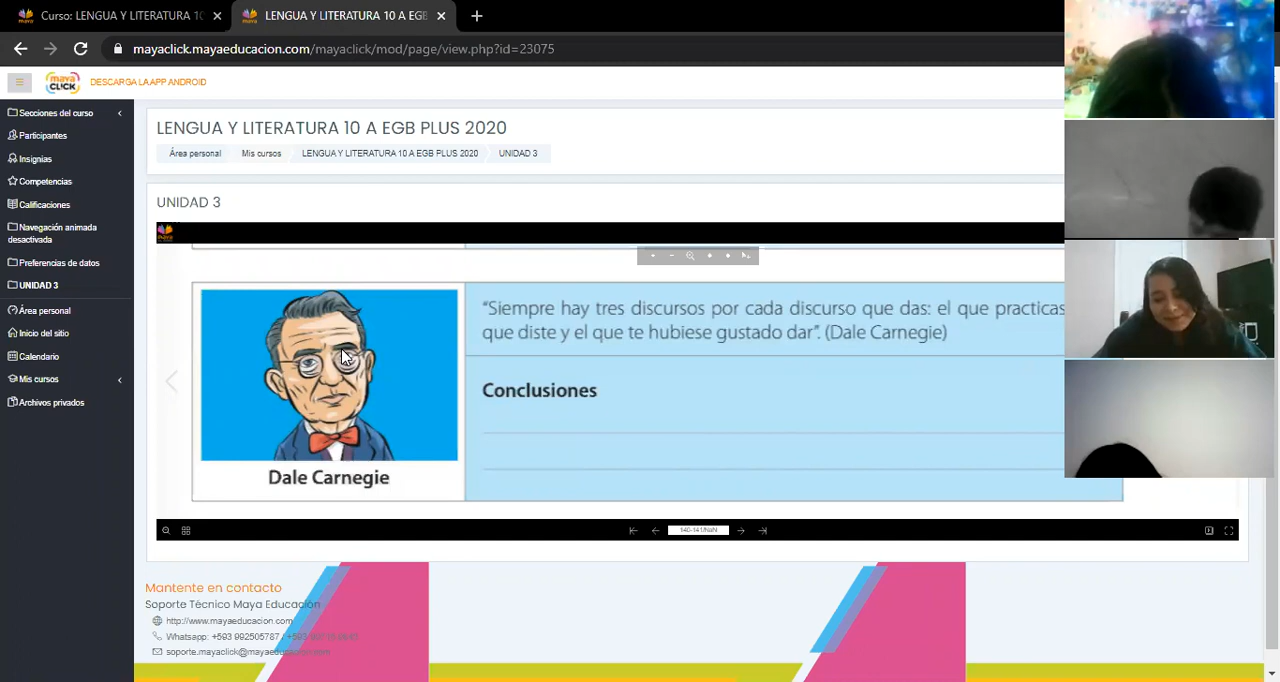 Curso: LENGUA Y LITERATURA 10
LENGUA Y LITERATURA 10 A EGB
mayaclick.mayaeducacion.com/mayaclick/mod/page/view.php?id=23075
maya CLICK
DESCARGA LA APP ANDROID
Secciones del curso
Participantes
Insignias
Competencias
Calificaciones
Navegación animada
desactivada
Preferencias de datos
UNIDAD 3
Área personal
Inicio del sitio
Calendario
Mis cursos
Archivos privados
LENGUA Y LITERATURA 10 A EGB PLUS 2020
Área personal
Mis cursos
LENGUA Y LITERATURA 10 A EGB PLUS 2020
UNIDAD 3
UNIDAD 3
“Siempre hay tres discursos por cada discurso que das: el que practicas
que diste y el que te hubiese gustado dar”. (Dale Carnegie)
Conclusiones
Dale Carnegie
140-141/NaN
Mantente en contacto
Soporte Técnico Maya Educación
http://www.mayaeducacion.com
Whatsapp: +593 992505787 /